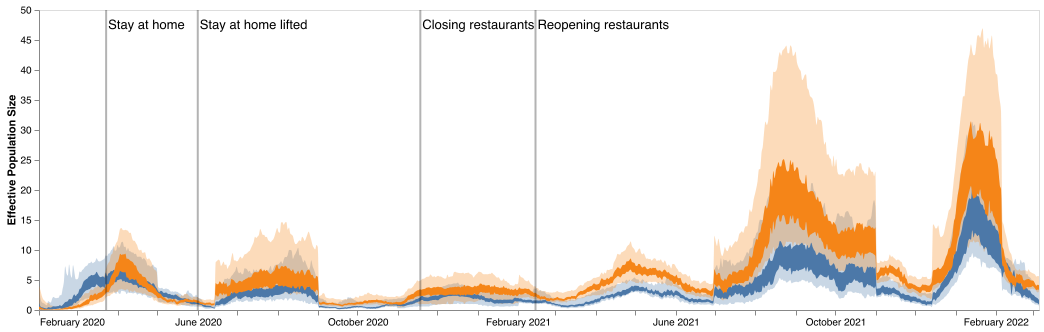 Stay at home
Stay at home lifted
Closing restaurants
Reopening restaurants
Effective Population Size
50
45
40
35
30
25
20
15
10
5
0
February 2020
June 2020
October 2020
February 2021
June 2021
October 2021
February 2022